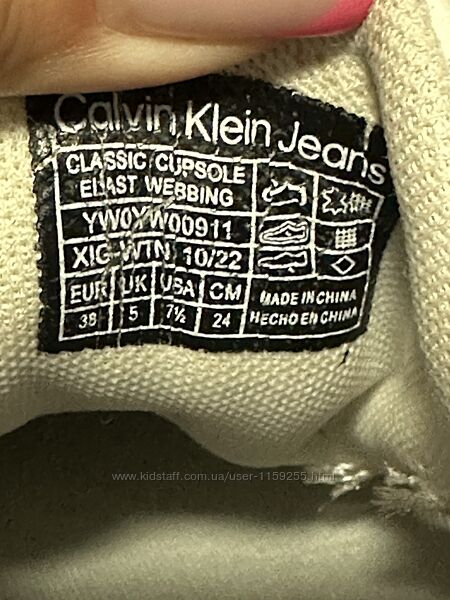 Calvin Klein Jeans
CLASSIC CUPSOLE
ELAST WEBBING
YW0YW00911
XIG-WTN 10/22
EUR UK USA CM
38 5 7½ 24
MADE IN CHINA
HECHO EN CHINA
www.kidstaff.com.ua/user-1159255.html